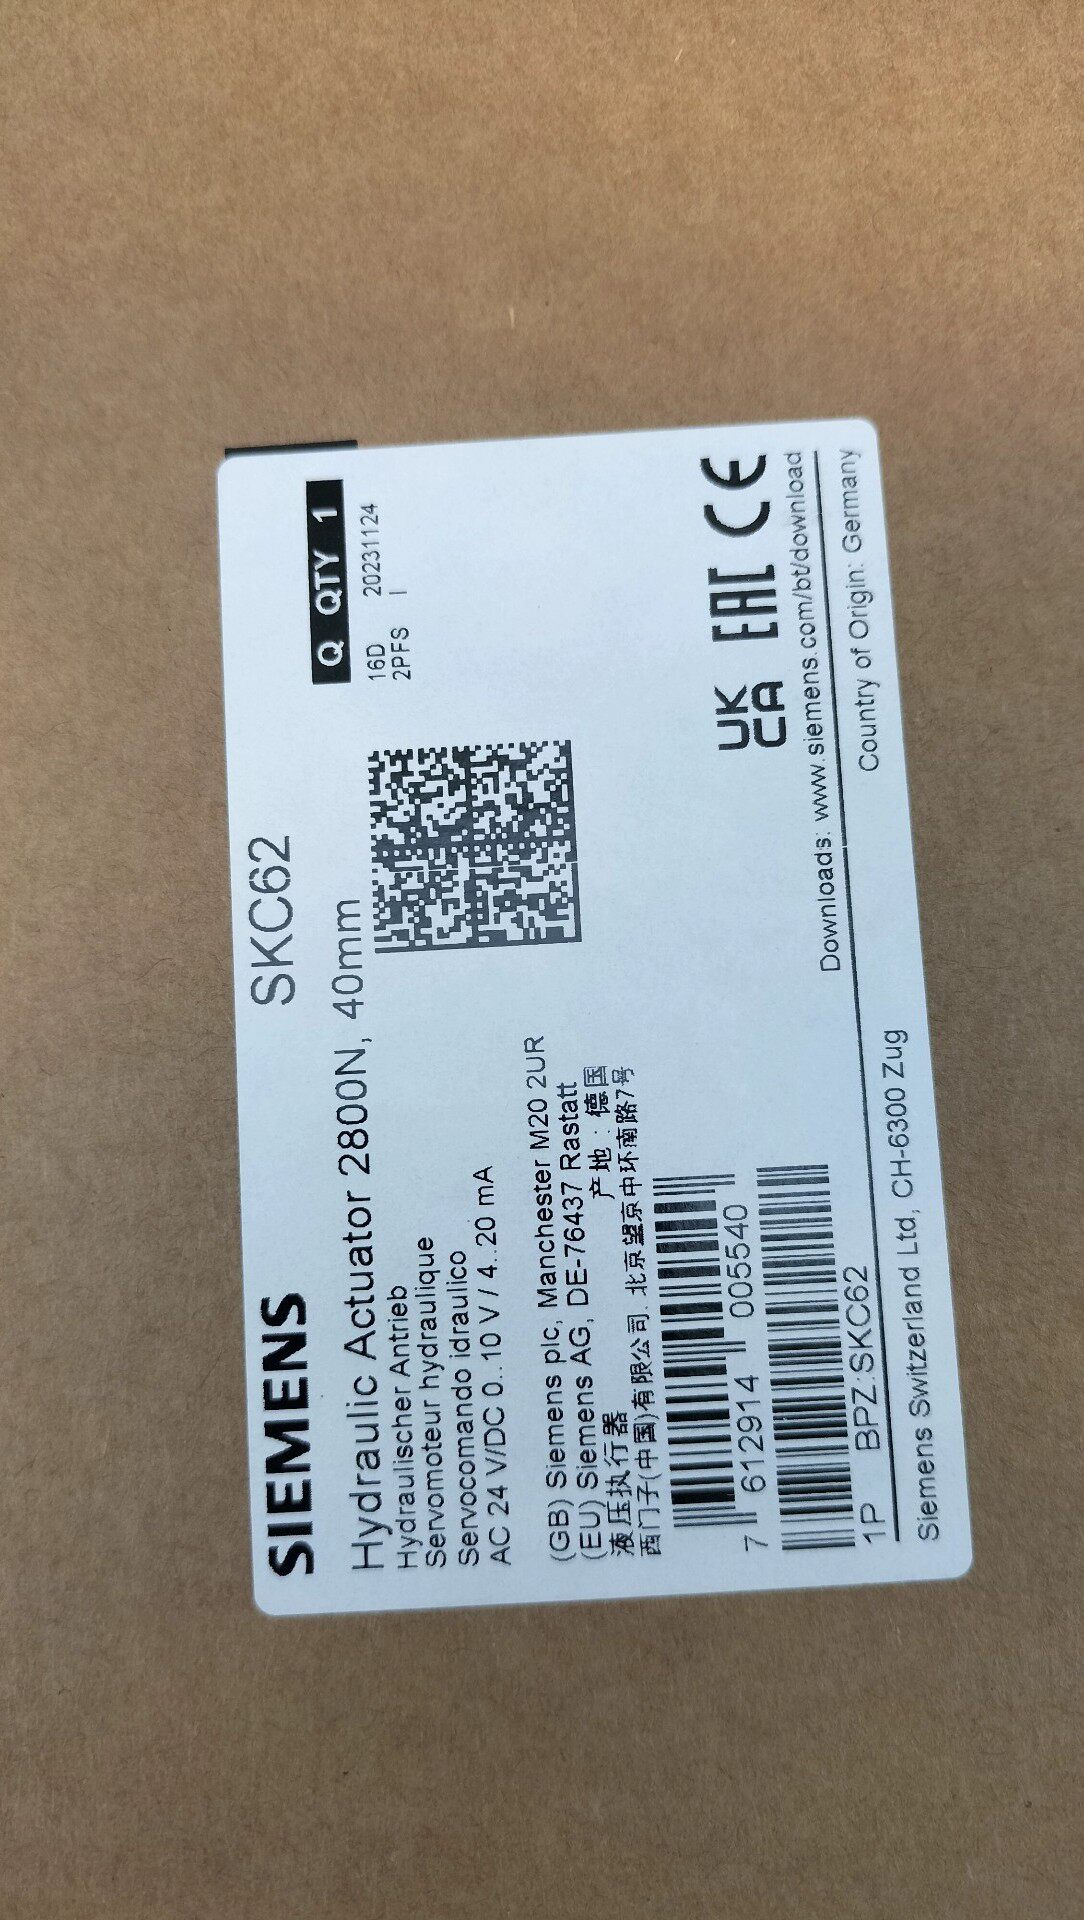 SIEMENS SKC62
Hydraulic Actuator 2800N, 40mm
Hydraulischer Antrieb
Servomoteur hydraulique
Servocomando idraulico
AC 24 V/DC 0..10 V / 4..20 mA
Q QTY 1
16D 20231124
2PFS I
(GB) Siemens plc, Manchester M20 2UR
(EU) Siemens AG, DE-76437 Rastatt
液压执行器 产地：德国
西门子(中国)有限公司. 北京望京中环南路7号
7 612914 005540
1P BPZ:SKC62
UK
CA EAC CE
Downloads: www.siemens.com/bt/download
Siemens Switzerland Ltd, CH-6300 Zug Country of Origin: Germany